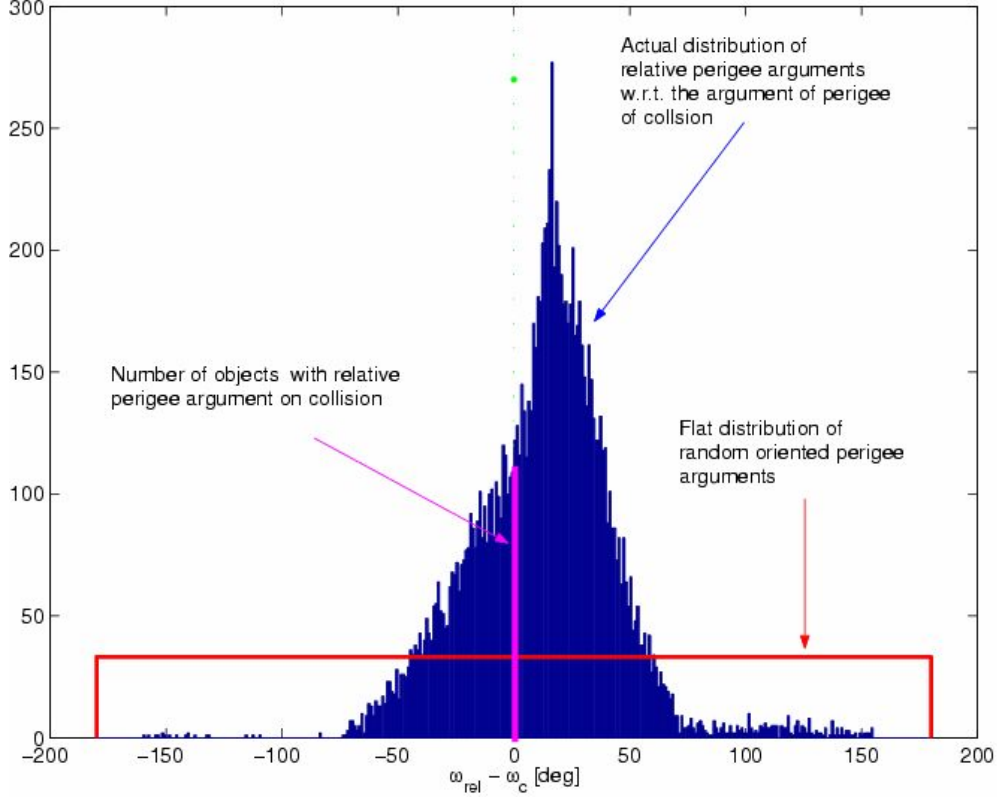 300
250
200
150
100
50
0
Actual distribution of
relative perigee arguments
w.r.t. the argument of perigee
of collsion
Number of objects with relative
perigee argument on collision
Flat distribution of
random oriented perigee
arguments
−200 −150 −100 −50 0 50 100 150 200
ω_rel − ω_c [deg]